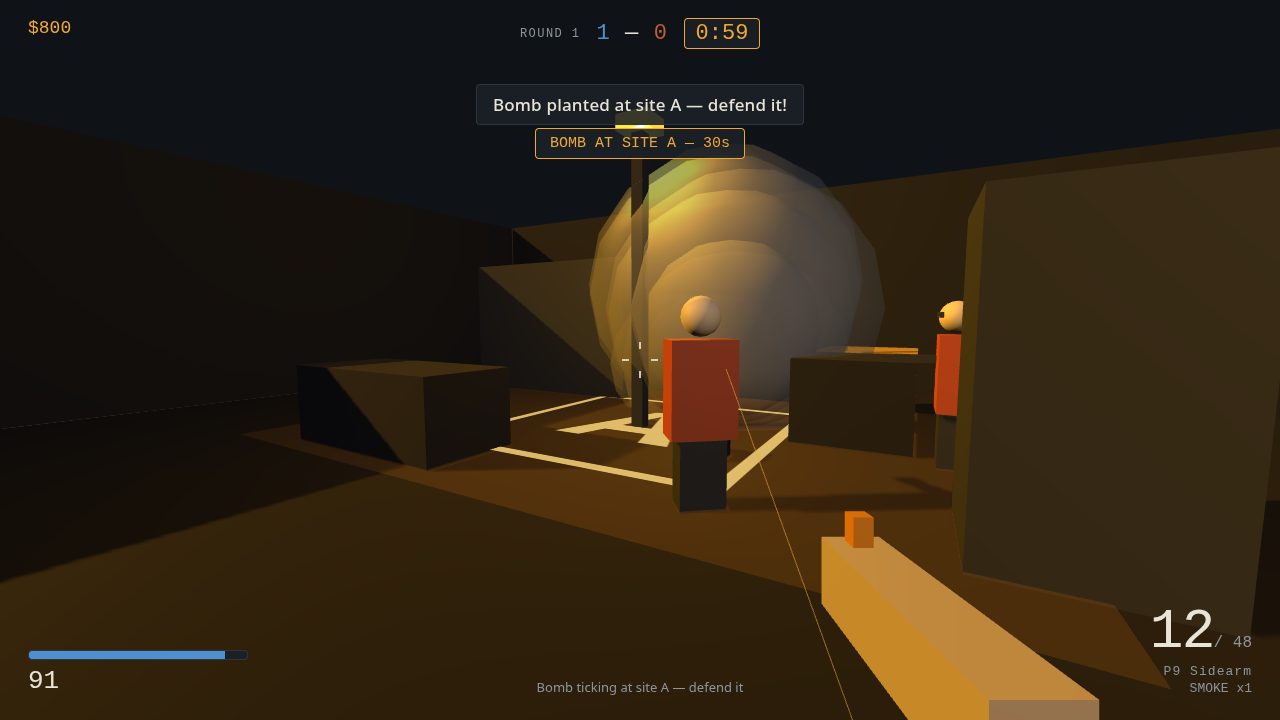 $800
ROUND 1 1 — 0 0:59
Bomb planted at site A — defend it!
BOMB AT SITE A — 30s
12 / 48
P9 Sidearm
SMOKE x1
91
Bomb ticking at site A — defend it